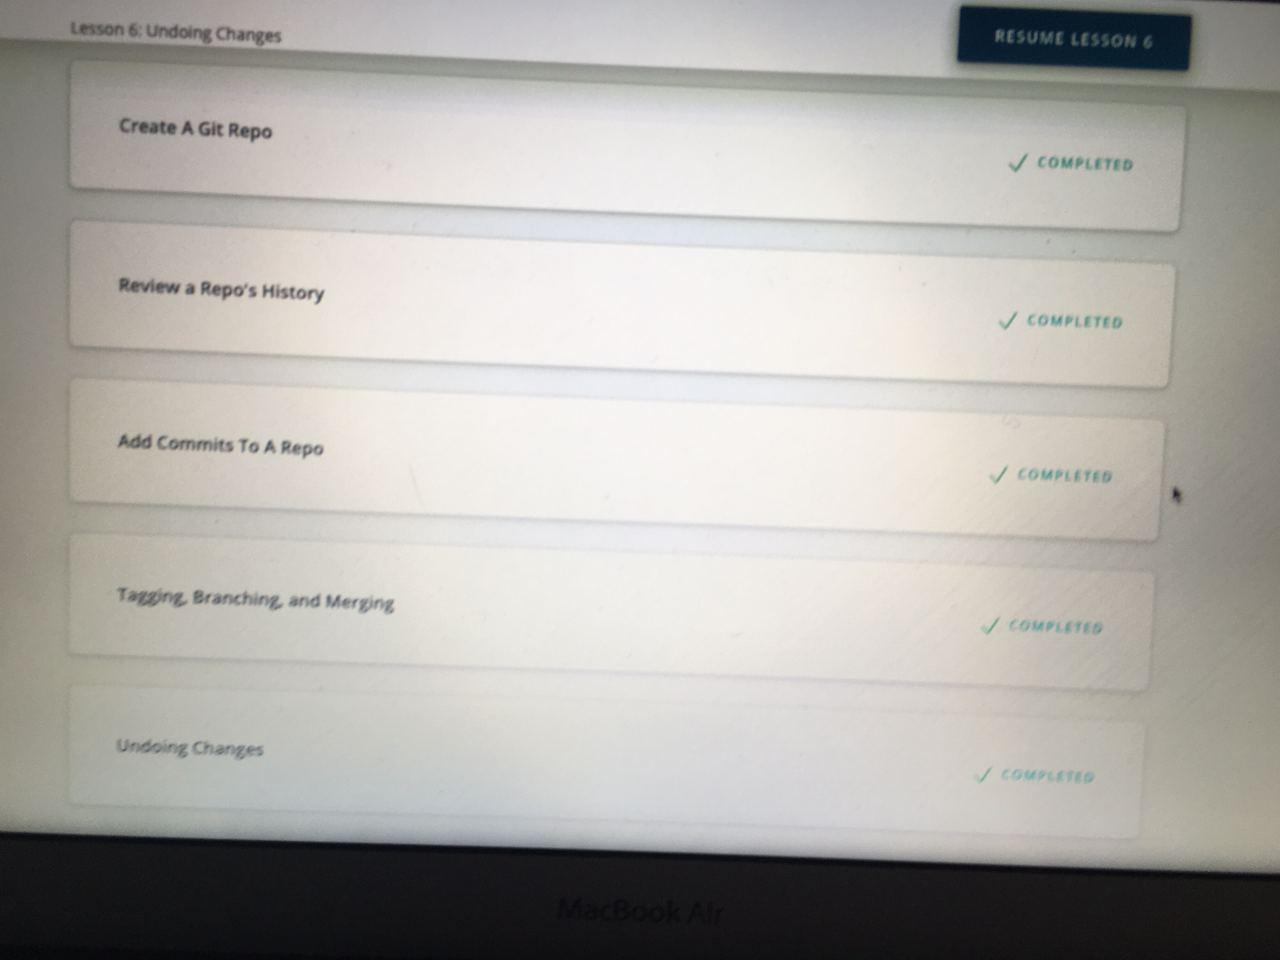 Lesson 6: Undoing Changes
RESUME LESSON 6
Create A Git Repo
COMPLETED
Review a Repo's History
COMPLETED
Add Commits To A Repo
COMPLETED
Tagging, Branching, and Merging
COMPLETED
Undoing Changes
COMPLETED
MacBook Air